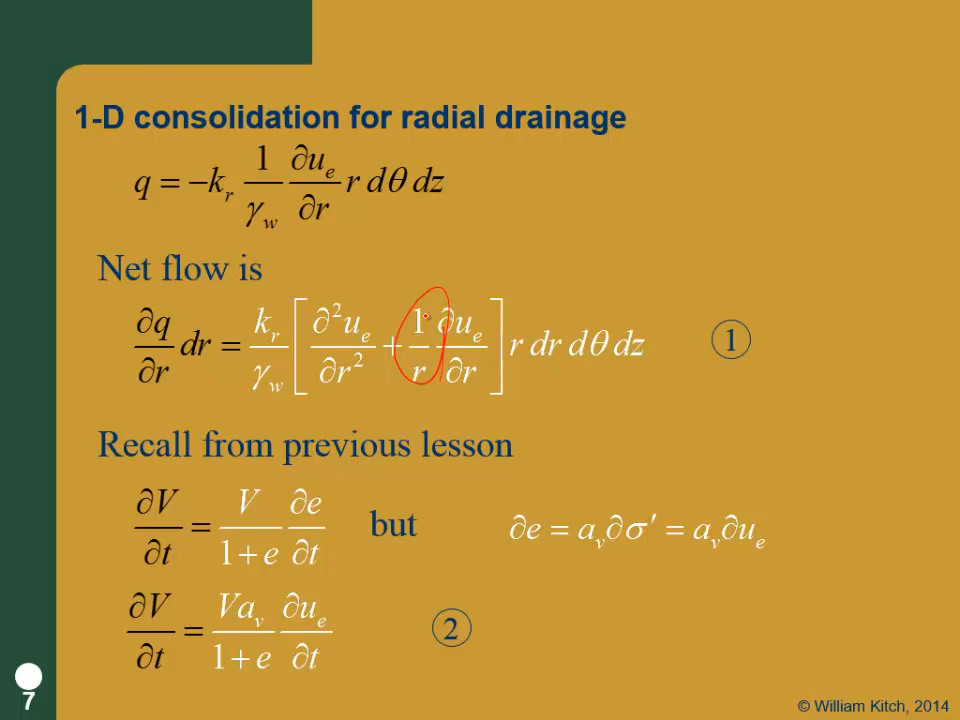 1-D consolidation for radial drainage
q = −k_r (1/γ_w) (∂u_e/∂r) r dθ dz
Net flow is
(∂q/∂r) dr = (k_r/γ_w) [∂²u_e/∂r² + (1/r) (∂u_e/∂r)] r dr dθ dz ①
Recall from previous lesson
∂V/∂t = (V/(1+e)) (∂e/∂t) but ∂e = a_v∂σ′ = a_v∂u_e
∂V/∂t = (Va_v/(1+e)) (∂u_e/∂t) ②
7
© William Kitch, 2014